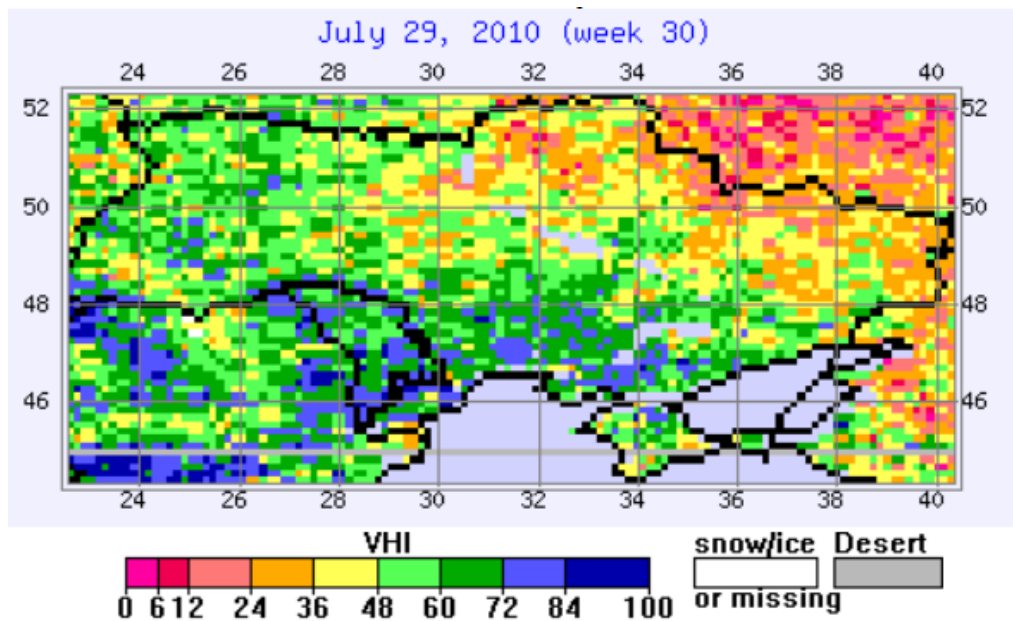 July 29, 2010 (week 30)
24 26 28 30 32 34 36 38 40
52 52
50 50
48 48
46 46
24 26 28 30 32 34 36 38 40
VHI snow/ice Desert
0 6 12 24 36 48 60 72 84 100 or missing